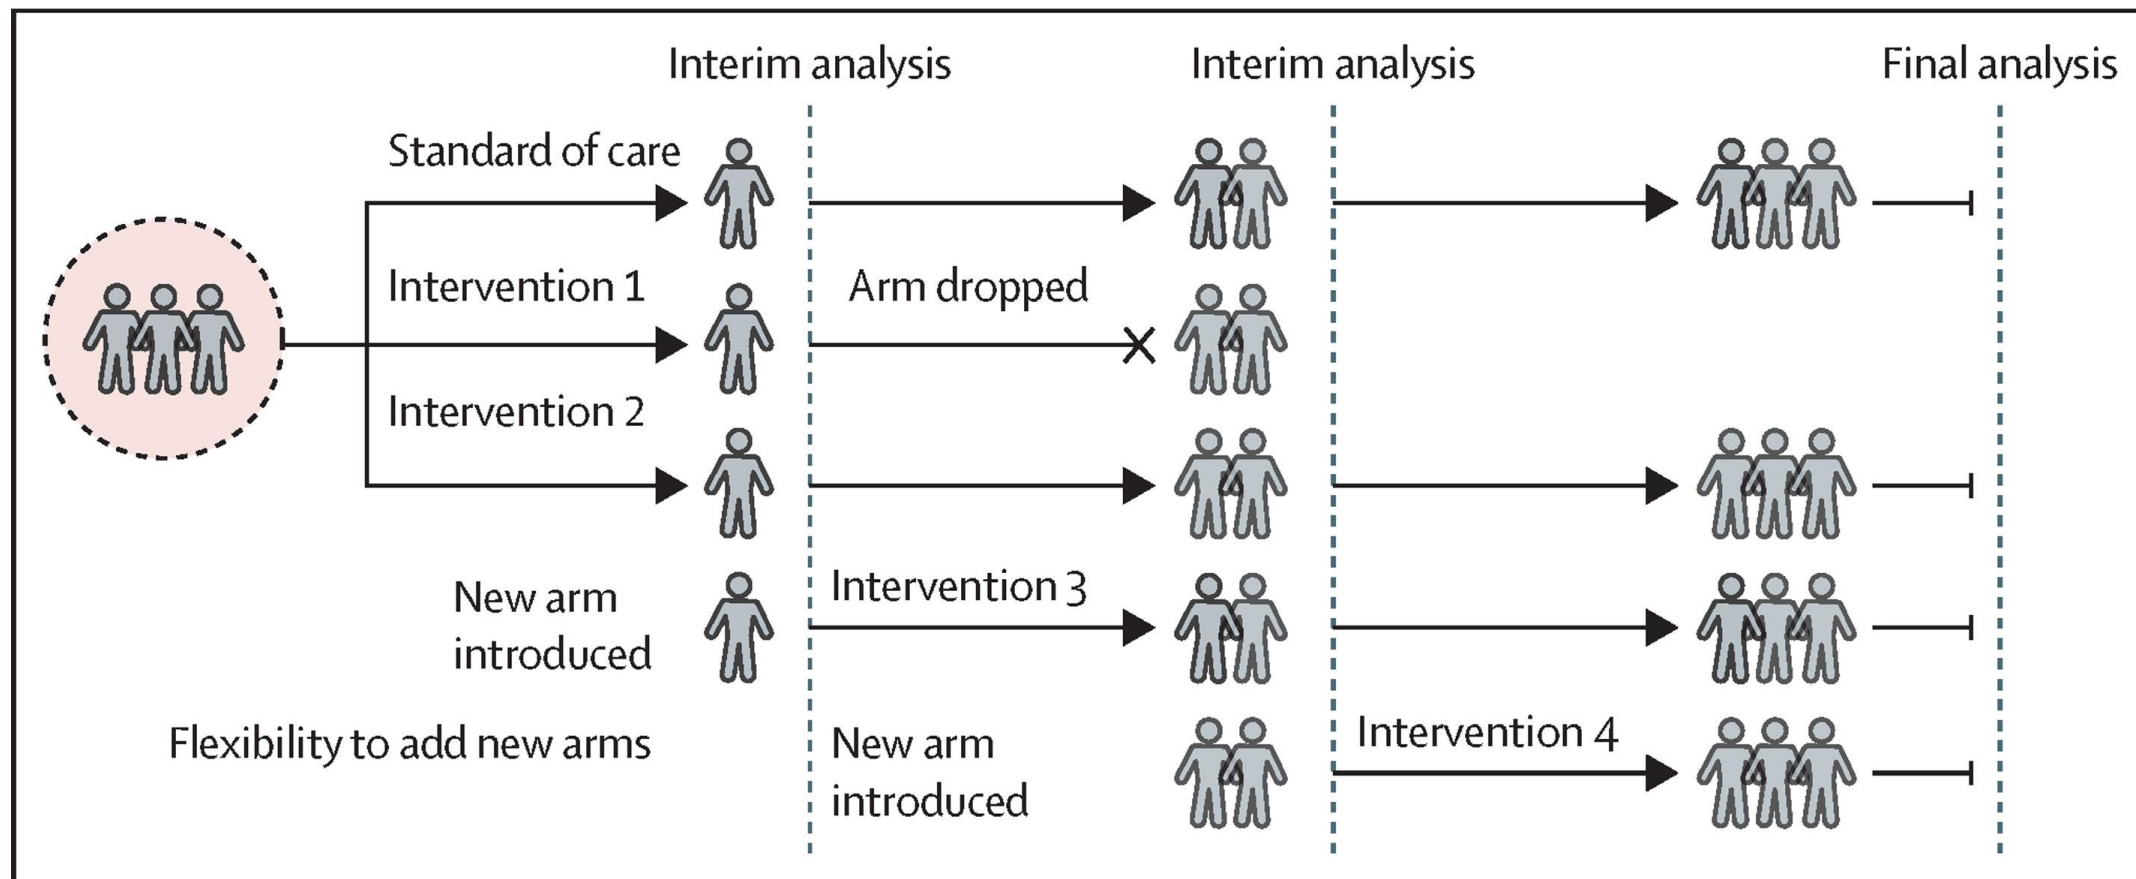 Interim analysis
Interim analysis
Final analysis
Standard of care
Intervention 1
Arm dropped
Intervention 2
New arm
introduced
Intervention 3
Flexibility to add new arms
New arm
introduced
Intervention 4